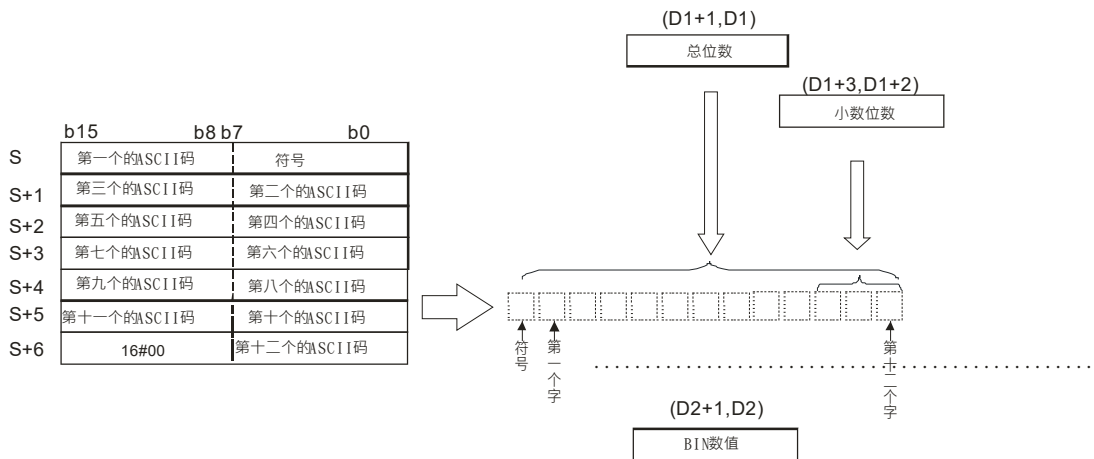 (D1+1,D1)
总位数
(D1+3,D1+2)
小数位数
b15 b8 b7 b0
S 第一个的ASCII码 符号
S+1 第三个的ASCII码 第二个的ASCII码
S+2 第五个的ASCII码 第四个的ASCII码
S+3 第七个的ASCII码 第六个的ASCII码
S+4 第九个的ASCII码 第八个的ASCII码
S+5 第十一个的ASCII码 第十个的ASCII码
S+6 16#00 第十二个的ASCII码
符号
第一个字
第十二个字
(D2+1,D2)
BIN数值